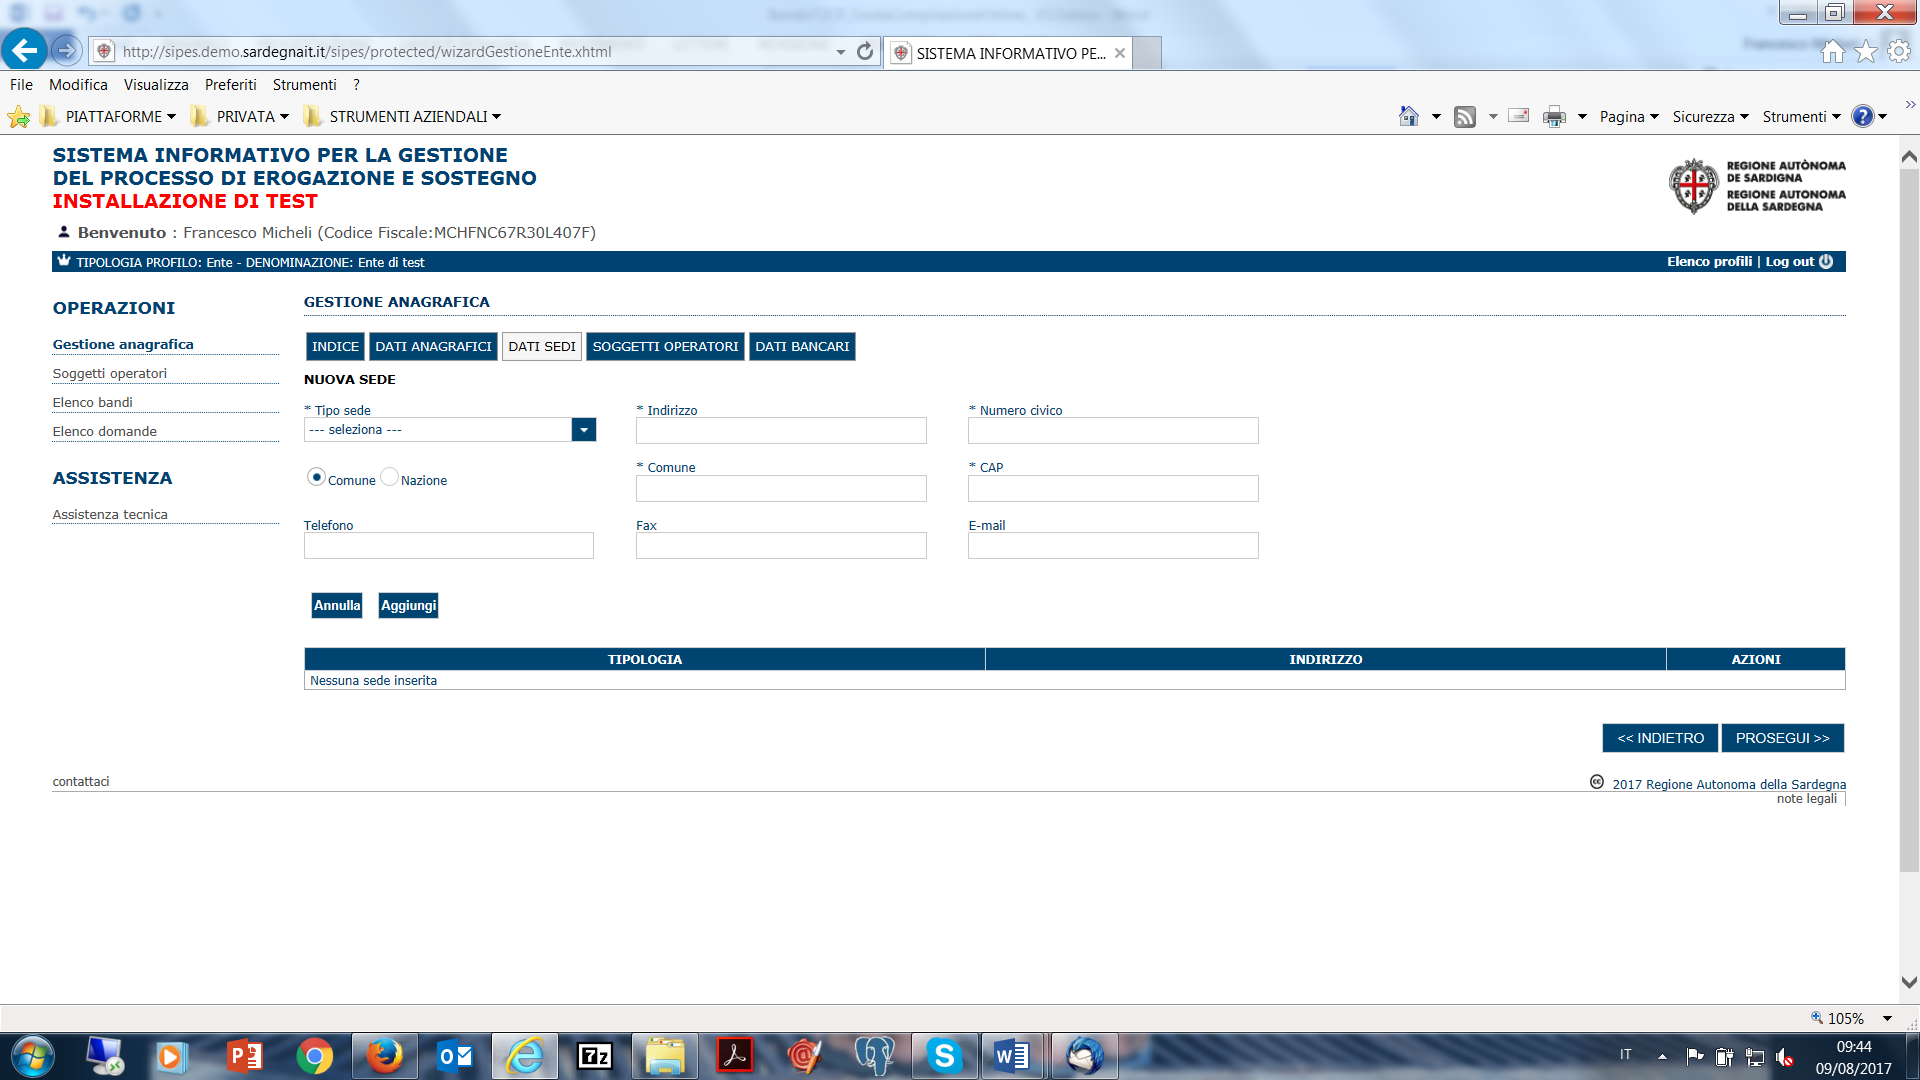 http://sipes.demo.sardegnait.it/sipes/protected/wizardGestioneEnte.xhtml
SISTEMA INFORMATIVO PE...
File Modifica Visualizza Preferiti Strumenti ?
PIATTAFORME PRIVATA STRUMENTI AZIENDALI
Pagina Sicurezza Strumenti
SISTEMA INFORMATIVO PER LA GESTIONE
DEL PROCESSO DI EROGAZIONE E SOSTEGNO
INSTALLAZIONE DI TEST
REGIONE AUTÒNOMA
DE SARDIGNA
REGIONE AUTONOMA
DELLA SARDEGNA
Benvenuto : Francesco Micheli (Codice Fiscale:MCHFNC67R30L407F)
TIPOLOGIA PROFILO: Ente - DENOMINAZIONE: Ente di test
Elenco profili | Log out
OPERAZIONI
Gestione anagrafica
Soggetti operatori
Elenco bandi
Elenco domande
ASSISTENZA
Assistenza tecnica
GESTIONE ANAGRAFICA
INDICE DATI ANAGRAFICI DATI SEDI SOGGETTI OPERATORI DATI BANCARI
NUOVA SEDE
* Tipo sede * Indirizzo * Numero civico
--- seleziona ---
* Comune * CAP
Comune Nazione
Telefono Fax E-mail
Annulla Aggiungi
TIPOLOGIA INDIRIZZO AZIONI
Nessuna sede inserita
<< INDIETRO PROSEGUI >>
contattaci
2017 Regione Autonoma della Sardegna
note legali
105%
IT
09:44
09/08/2017